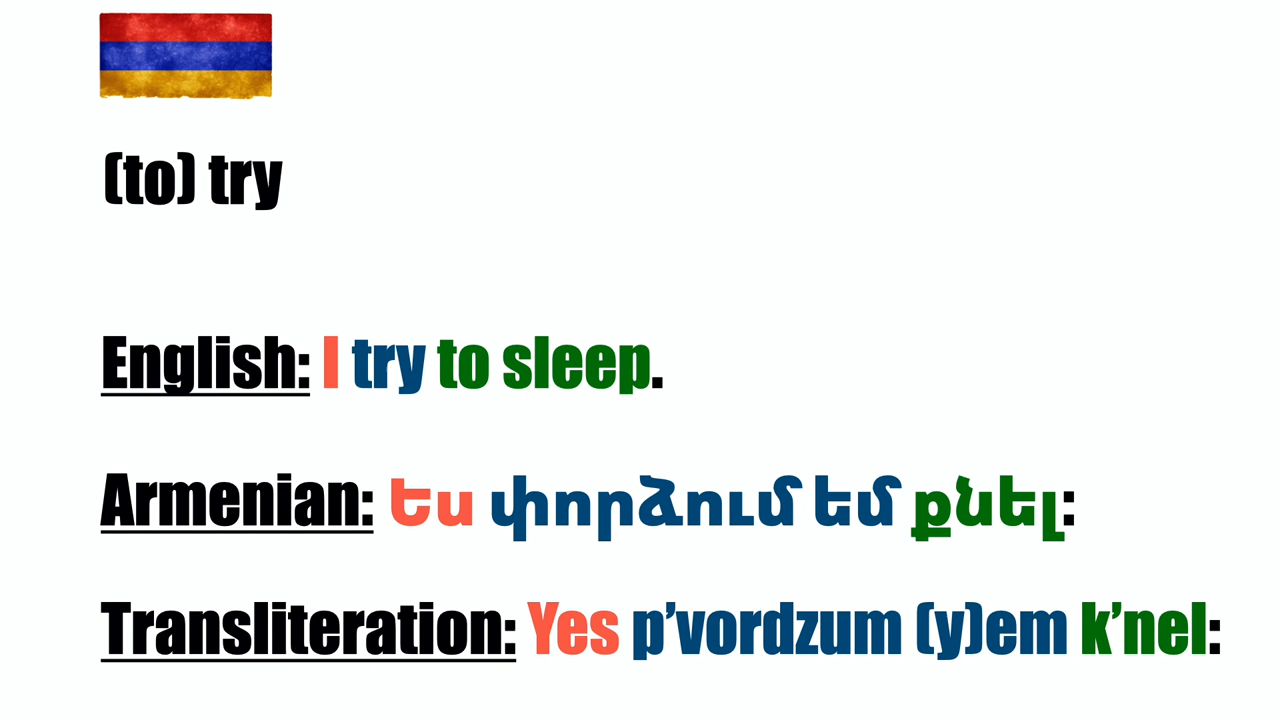 (to) try
English: I try to sleep.
Armenian: Ես փորձում եմ քնել:
Transliteration: Yes p’vordzum (y)em k’nel: